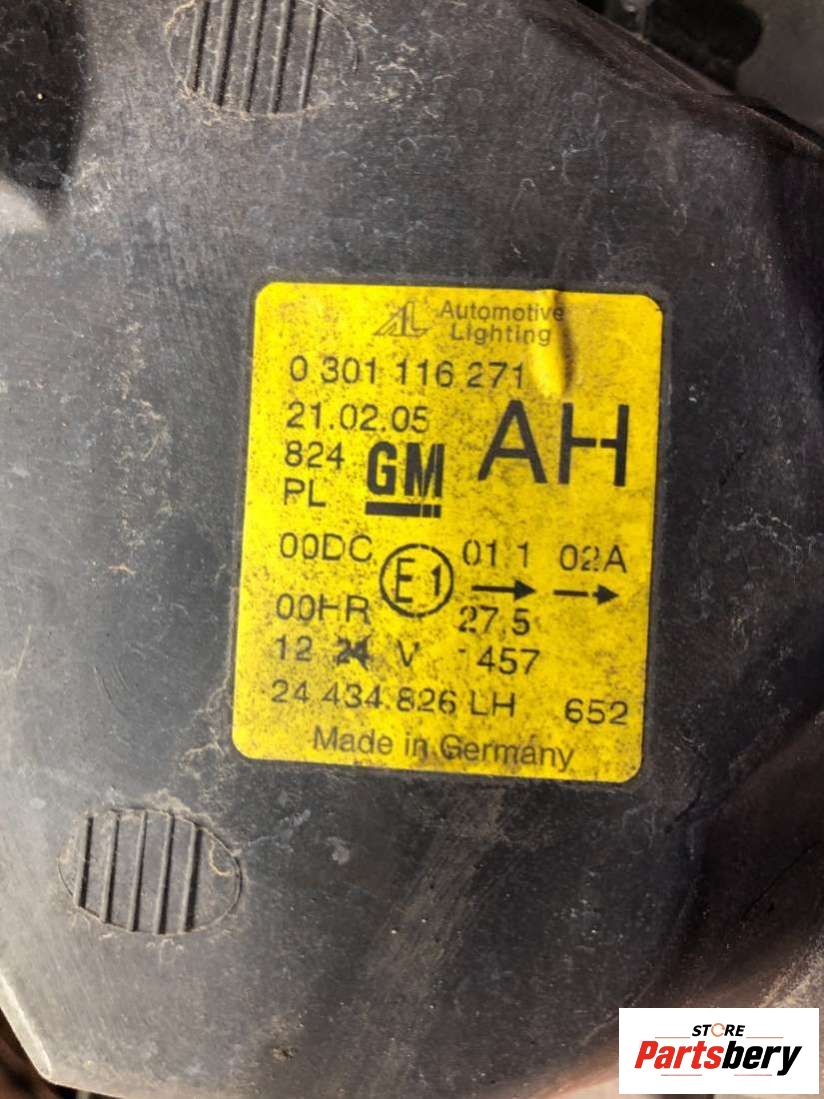 AL Automotive
Lighting
0 301 116 271
21.02.05
824 GM AH
PL
00DC E1 01 1 02A
00HR 27.5
12 24 V 457
24 434 826 LH 652
Made in Germany
STORE
Partsbery